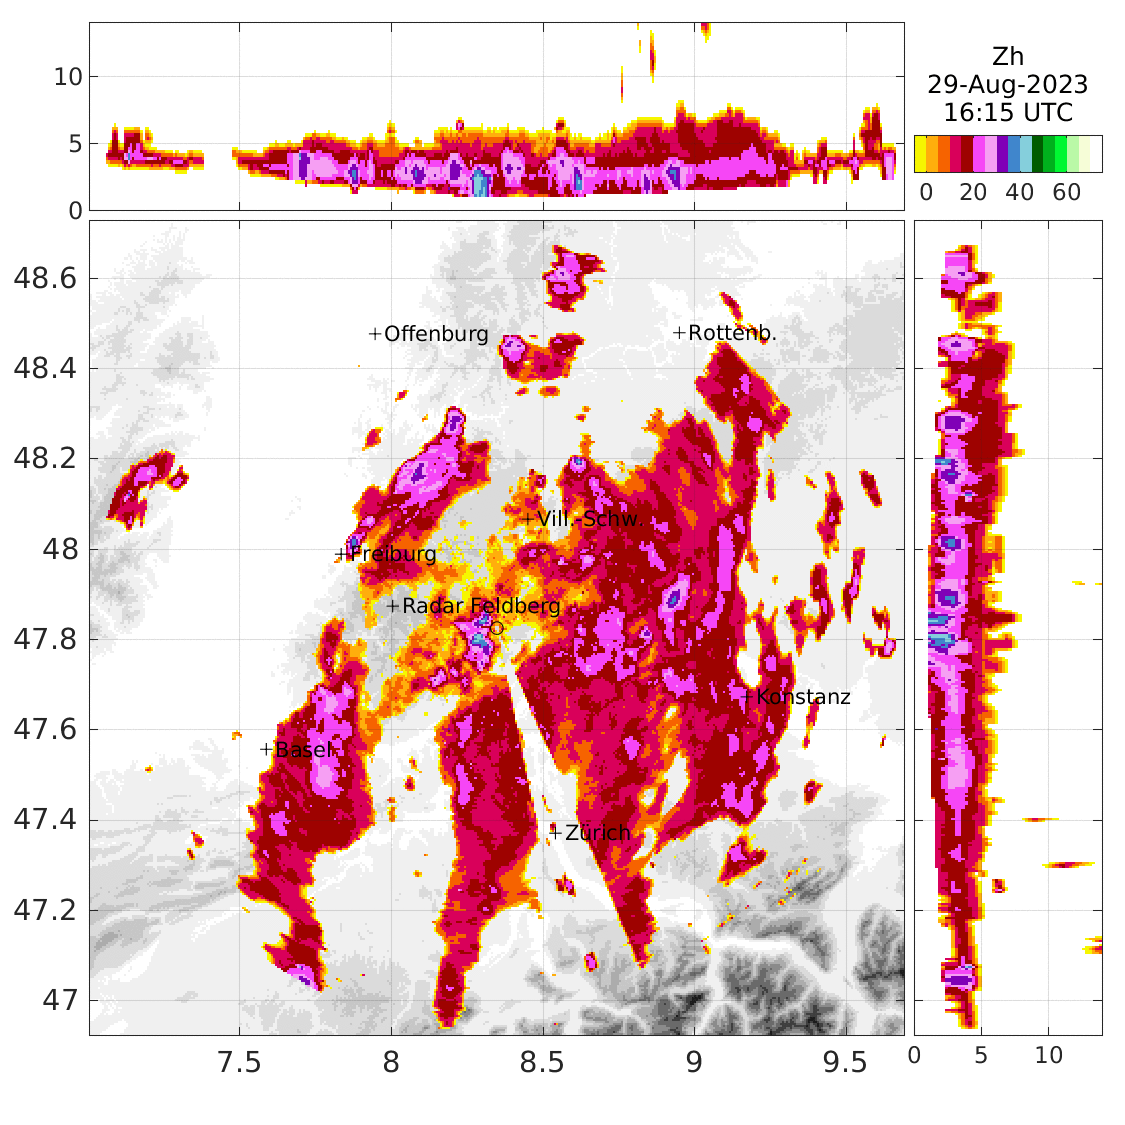 Zh
29-Aug-2023
16:15 UTC
10
5
0
0 20 40 60
48.6
+Offenburg +Rottenb.
48.4
48.2
+Vill.-Schw.
48
+Freiburg
+Radar Feldberg
47.8
+Konstanz
47.6
+Basel
47.4
+Zürich
47.2
47
7.5 8 8.5 9 9.5
0 5 10